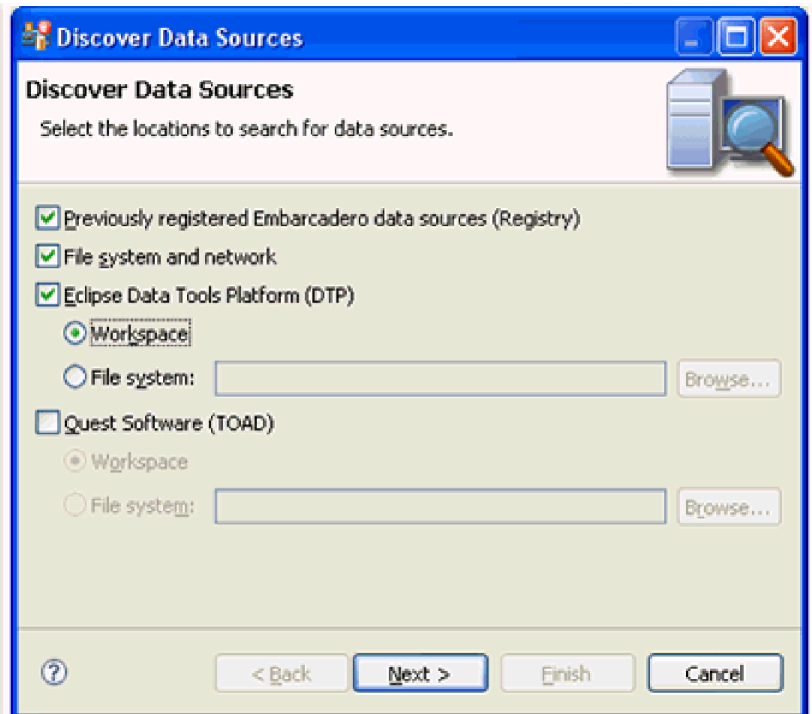 Discover Data Sources
Discover Data Sources
Select the locations to search for data sources.
Previously registered Embarcadero data sources (Registry)
File system and network
Eclipse Data Tools Platform (DTP)
Workspace
File system: Browse...
Quest Software (TOAD)
Workspace
File system: Browse...
? < Back Next > Finish Cancel